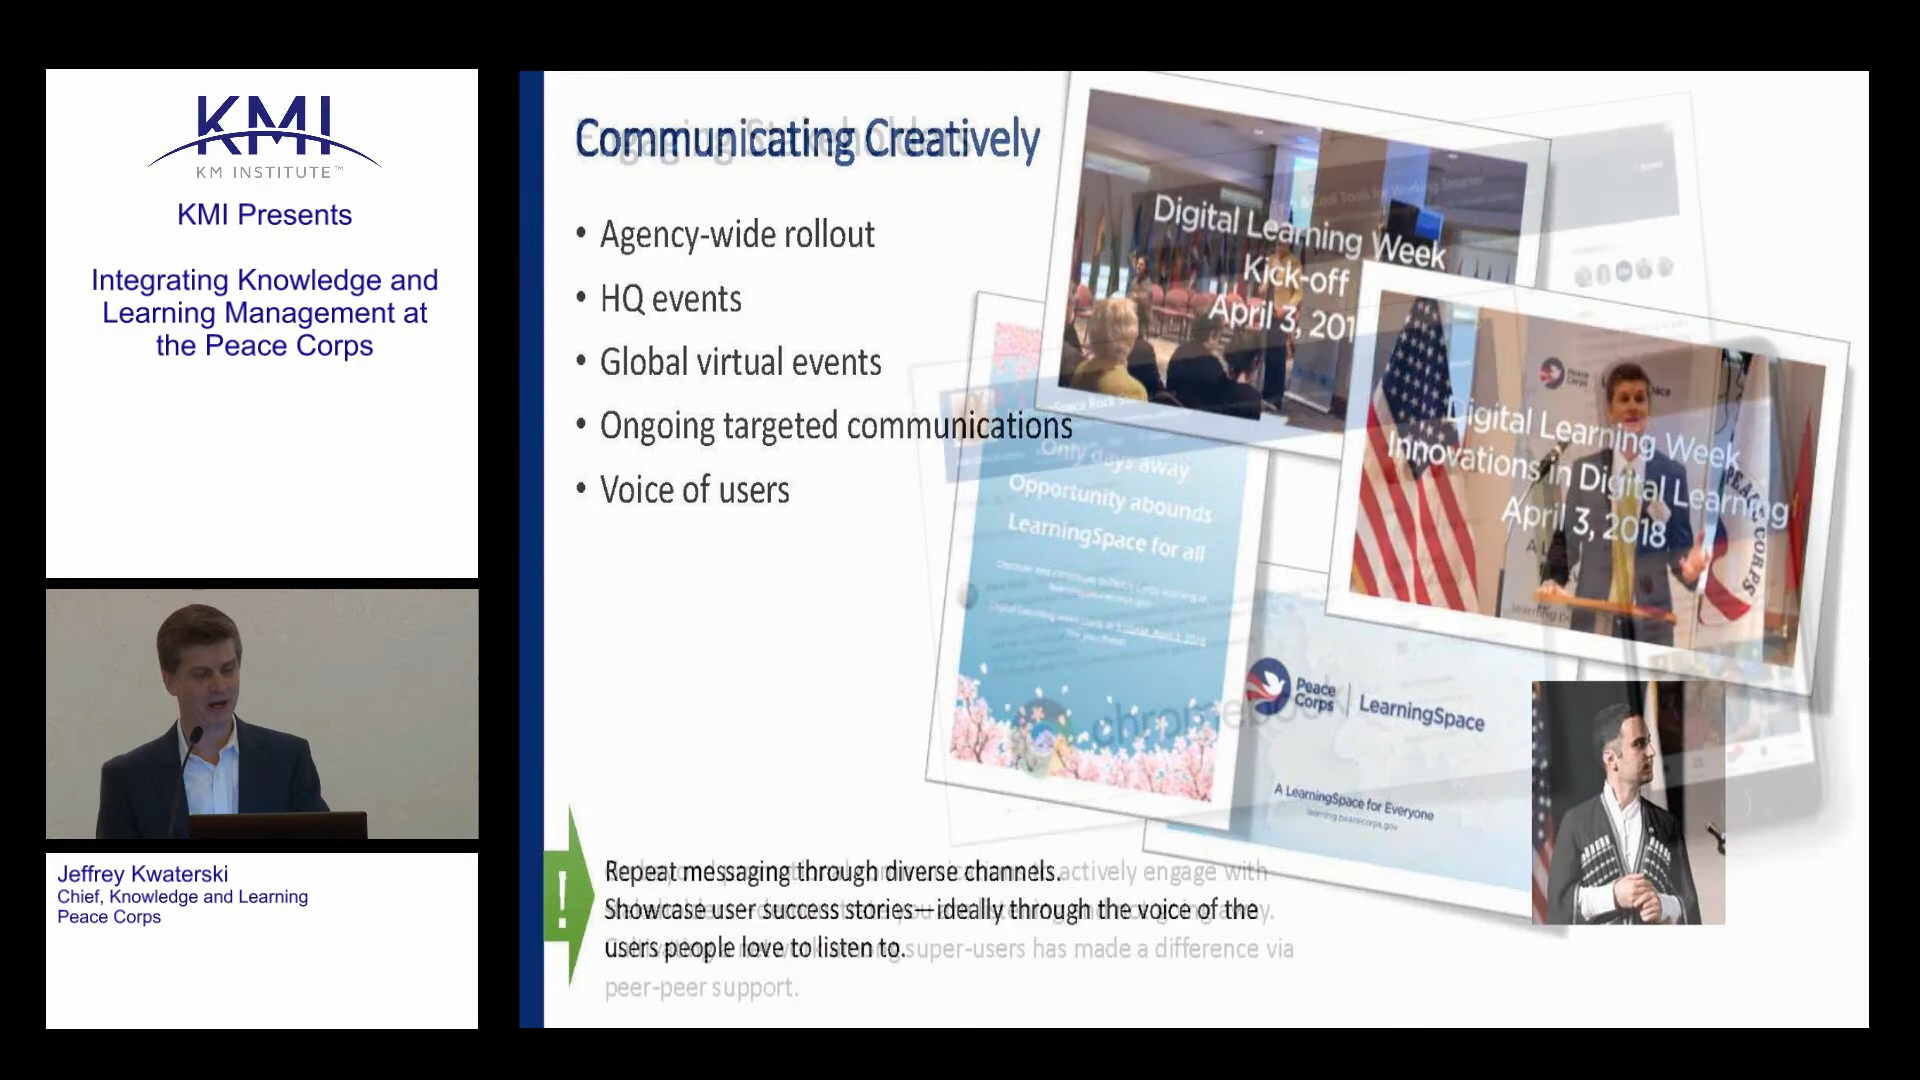 KMI
KM INSTITUTE™
KMI Presents
Integrating Knowledge and
Learning Management at
the Peace Corps
Jeffrey Kwaterski
Chief, Knowledge and Learning
Peace Corps
Communicating Creatively
• Agency-wide rollout
• HQ events
• Global virtual events
• Ongoing targeted communications
• Voice of users
Digital Learning Week
Kick-off
April 3, 201
Digital Learning Week
Innovations in Digital Learning
April 3, 2018
Peace
Corps
PEACE CORPS
Only days away
Opportunity abounds
LearningSpace for all
Peace
Corps
LearningSpace
chromebook
A LearningSpace for Everyone
learning.peacecorps.gov
!
Repeat messaging through diverse channels.
Showcase user success stories—ideally through the voice of the
users people love to listen to.
actively engage with
super-users has made a difference via
peer-peer support.